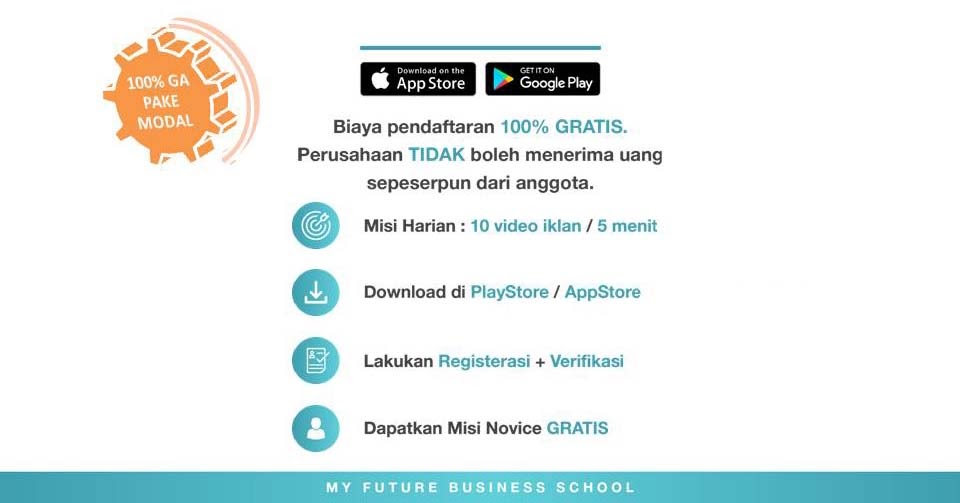 100% GA
PAKE
MODAL
Download on the
App Store
GET IT ON
Google Play
Biaya pendaftaran 100% GRATIS.
Perusahaan TIDAK boleh menerima uang
sepeserpun dari anggota.
Misi Harian : 10 video iklan / 5 menit
Download di PlayStore / AppStore
Lakukan Registerasi + Verifikasi
Dapatkan Misi Novice GRATIS
MY FUTURE BUSINESS SCHOOL